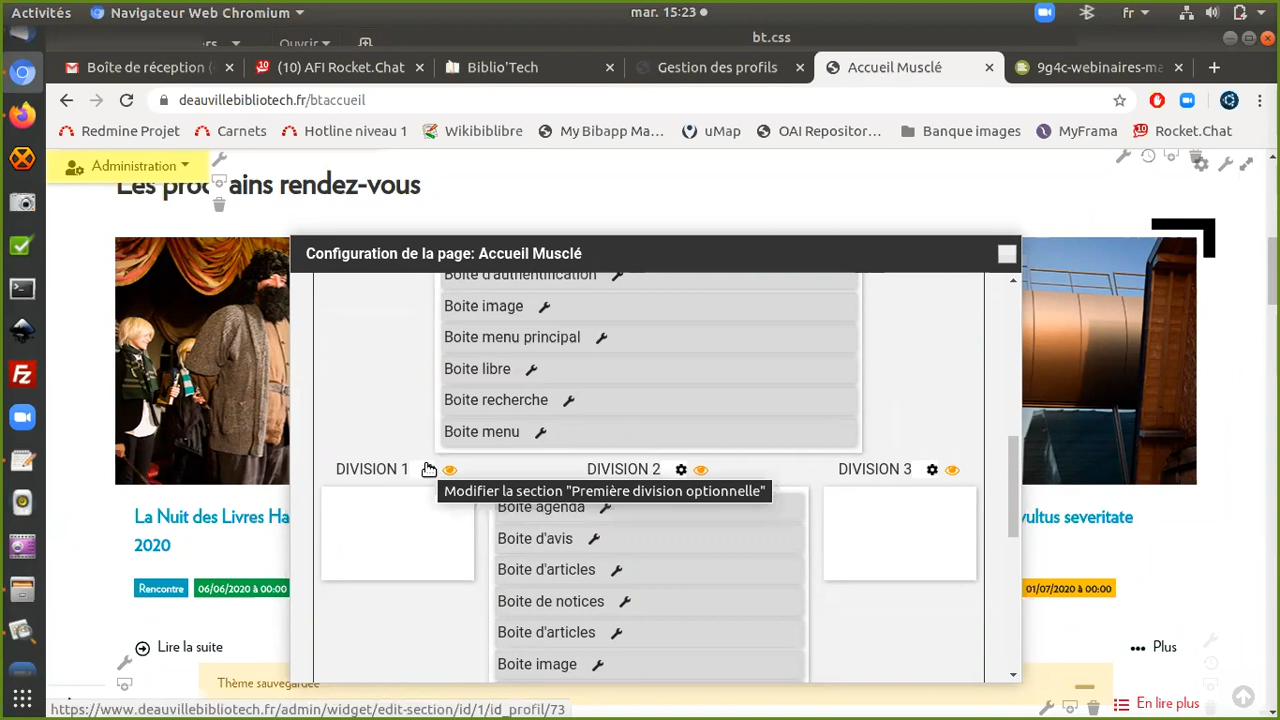 Activités Navigateur Web Chromium mar. 15:23 fr
Ouvrir bt.css
Boîte de réception ( (10) AFI Rocket.Chat Biblio'Tech Gestion des profils Accueil Musclé 9g4c-webinaires-ma
deauvillebibliotech.fr/btaccueil
Redmine Projet Carnets Hotline niveau 1 Wikibiblibre My Bibapp Ma... uMap OAI Repositor... Banque images MyFrama Rocket.Chat
Administration
Les prochains rendez-vous
Configuration de la page: Accueil Musclé
Boite d'authentification
Boite image
Boite menu principal
Boite libre
Boite recherche
Boite menu
DIVISION 1 DIVISION 2 DIVISION 3
Modifier la section "Première division optionnelle"
Boite agenda
Boite d'avis
Boite d'articles
Boite de notices
Boite d'articles
Boite image
La Nuit des Livres Ha
2020
vultus severitate
Rencontre 06/06/2020 à 00:00
01/07/2020 à 00:00
Lire la suite
Plus
Thème sauvegardée
En lire plus
https://www.deauvillebibliotech.fr/admin/widget/edit-section/id/1/id_profil/73